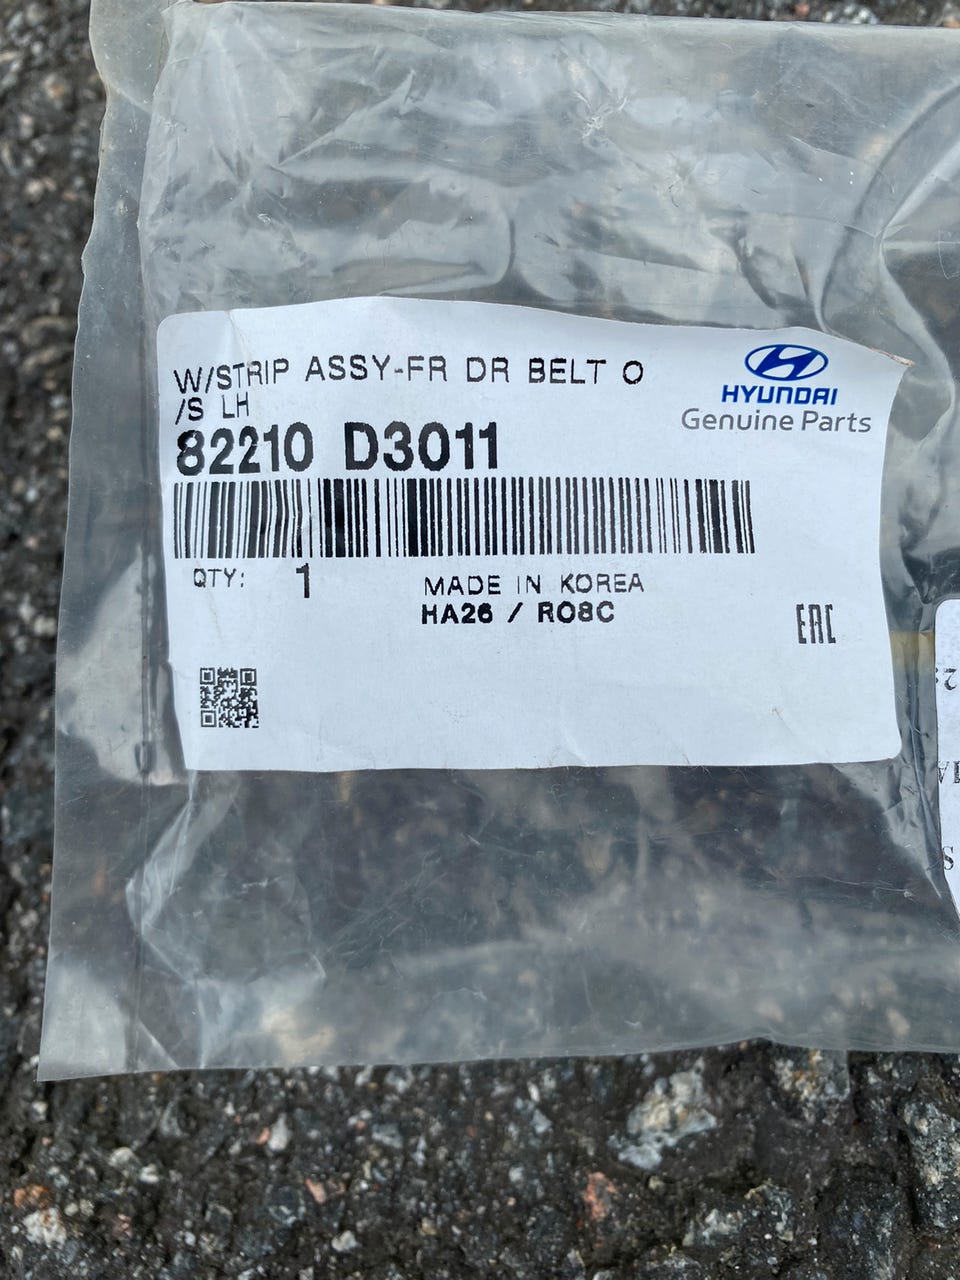 W/STRIP ASSY-FR DR BELT O
/S LH
HYUNDAI
Genuine Parts
82210 D3011
QTY: 1
MADE IN KOREA
HA26 / R08C
EAC